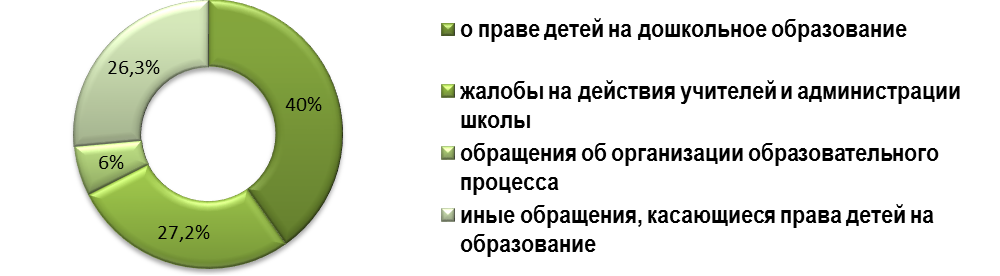 26,3%
40%
6%
27,2%
о праве детей на дошкольное образование
жалобы на действия учителей и администрации
школы
обращения об организации образовательного
процесса
иные обращения, касающиеся права детей на
образование